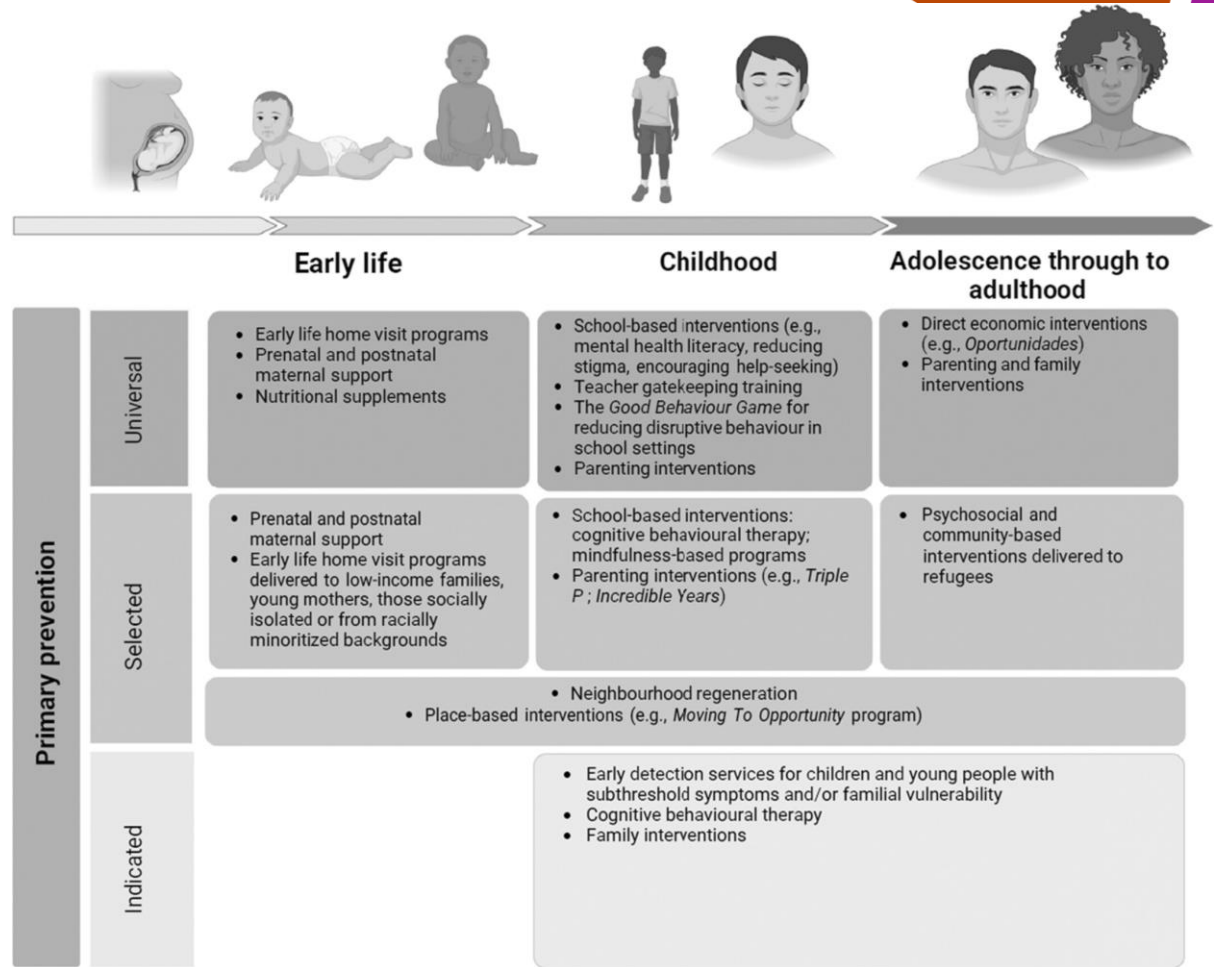 Early life
Childhood
Adolescence through to
adulthood
Primary prevention
Universal
• Early life home visit programs
• Prenatal and postnatal
maternal support
• Nutritional supplements
• School-based interventions (e.g.,
mental health literacy, reducing
stigma, encouraging help-seeking)
• Teacher gatekeeping training
• The Good Behaviour Game for
reducing disruptive behaviour in
school settings
• Parenting interventions
• Direct economic interventions
(e.g., Oportunidades)
• Parenting and family
interventions
Selected
• Prenatal and postnatal
maternal support
• Early life home visit programs
delivered to low-income families,
young mothers, those socially
isolated or from racially
minoritized backgrounds
• School-based interventions:
cognitive behavioural therapy;
mindfulness-based programs
• Parenting interventions (e.g., Triple
P ; Incredible Years)
• Psychosocial and
community-based
interventions delivered to
refugees
• Neighbourhood regeneration
• Place-based interventions (e.g., Moving To Opportunity program)
Indicated
• Early detection services for children and young people with
subthreshold symptoms and/or familial vulnerability
• Cognitive behavioural therapy
• Family interventions